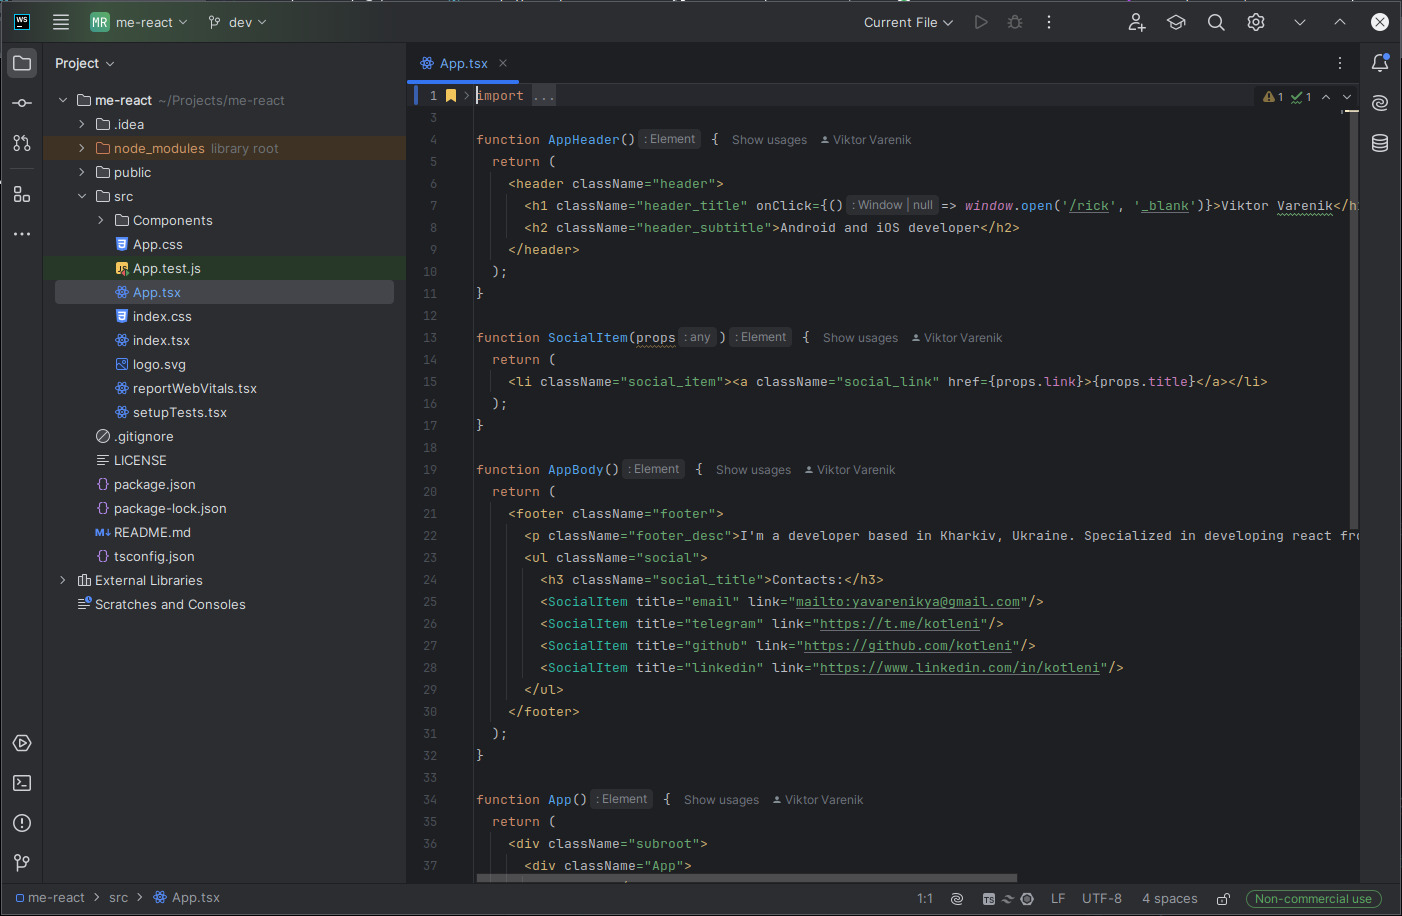 WS MR me-react dev Current File
Project
App.tsx
me-react ~/Projects/me-react
.idea
node_modules library root
public
src
Components
App.css
App.test.js
App.tsx
index.css
index.tsx
logo.svg
reportWebVitals.tsx
setupTests.tsx
.gitignore
LICENSE
package.json
package-lock.json
M↓ README.md
tsconfig.json
External Libraries
Scratches and Consoles
1 import ... 1 1
3
4 function AppHeader() : Element { Show usages Viktor Varenik
5 return (
6 <header className="header">
7 <h1 className="header_title" onClick={() : Window | null => window.open('/rick', '_blank')}>Viktor Varenik</h
8 <h2 className="header_subtitle">Android and iOS developer</h2>
9 </header>
10 );
11 }
12
13 function SocialItem(props : any ) : Element { Show usages Viktor Varenik
14 return (
15 <li className="social_item"><a className="social_link" href={props.link}>{props.title}</a></li>
16 );
17 }
18
19 function AppBody() : Element { Show usages Viktor Varenik
20 return (
21 <footer className="footer">
22 <p className="footer_desc">I'm a developer based in Kharkiv, Ukraine. Specialized in developing react fr
23 <ul className="social">
24 <h3 className="social_title">Contacts:</h3>
25 <SocialItem title="email" link="mailto:yavarenikya@gmail.com"/>
26 <SocialItem title="telegram" link="https://t.me/kotleni"/>
27 <SocialItem title="github" link="https://github.com/kotleni"/>
28 <SocialItem title="linkedin" link="https://www.linkedin.com/in/kotleni"/>
29 </ul>
30 </footer>
31 );
32 }
33
34 function App() : Element { Show usages Viktor Varenik
35 return (
36 <div className="subroot">
37 <div className="App">
me-react > src > App.tsx 1:1 TS LF UTF-8 4 spaces Non-commercial use